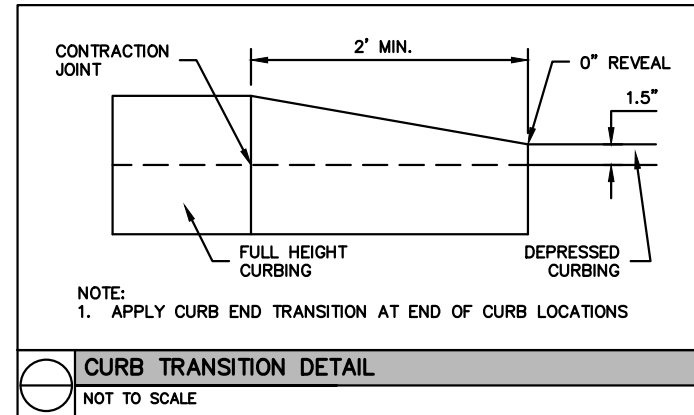 CONTRACTION
JOINT
2' MIN.
0" REVEAL
1.5"
FULL HEIGHT
CURBING
DEPRESSED
CURBING
NOTE:
1. APPLY CURB END TRANSITION AT END OF CURB LOCATIONS
CURB TRANSITION DETAIL
NOT TO SCALE